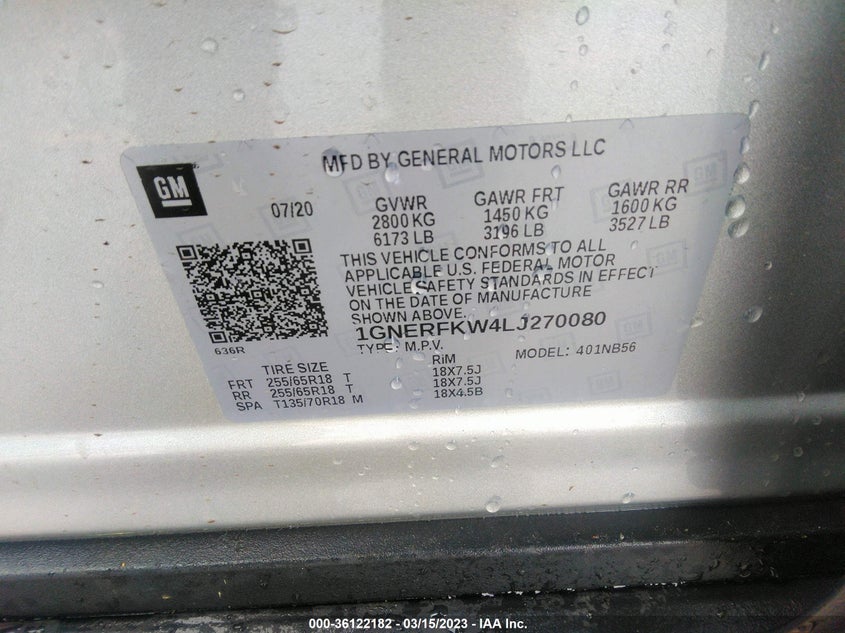 MFD BY GENERAL MOTORS LLC
GM
07/20
GVWR
2800 KG
6173 LB
GAWR FRT
1450 KG
3196 LB
GAWR RR
1600 KG
3527 LB
THIS VEHICLE CONFORMS TO ALL
APPLICABLE U.S. FEDERAL MOTOR
VEHICLE SAFETY STANDARDS IN EFFECT
ON THE DATE OF MANUFACTURE
SHOWN ABOVE.
1GNERFKW4LJ270080
636R
TYPE: M.P.V.
MODEL: 401NB56
TIRE SIZE RiM
FRT 255/65R18 T 18X7.5J
RR 255/65R18 T 18X7.5J
SPA T135/70R18 M 18X4.5B
000-36122182 - 03/15/2023 - IAA Inc.